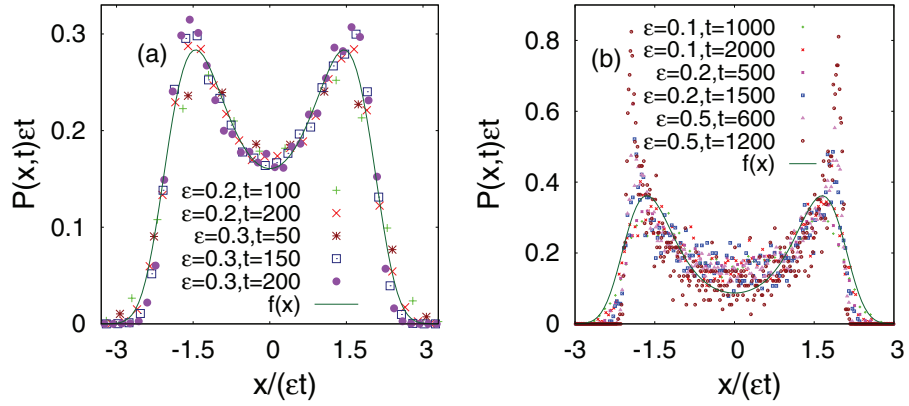 (a)
P(x,t)εt
0.3
0.2
0.1
0
ε=0.2,t=100
ε=0.2,t=200
ε=0.3,t=50
ε=0.3,t=150
ε=0.3,t=200
f(x)
-3 -1.5 0 1.5 3
x/(εt)
(b)
P(x,t)εt
0.8
0.6
0.4
0.2
0
ε=0.1,t=1000
ε=0.1,t=2000
ε=0.2,t=500
ε=0.2,t=1500
ε=0.5,t=600
ε=0.5,t=1200
f(x)
-3 -1.5 0 1.5 3
x/(εt)